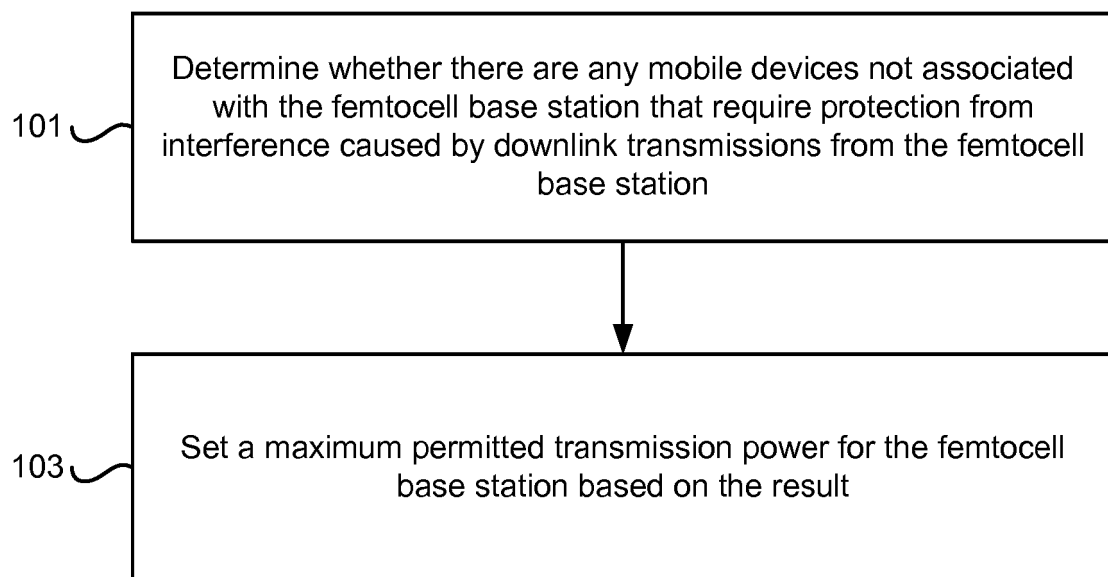 101
Determine whether there are any mobile devices not associated
with the femtocell base station that require protection from
interference caused by downlink transmissions from the femtocell
base station
103
Set a maximum permitted transmission power for the femtocell
base station based on the result